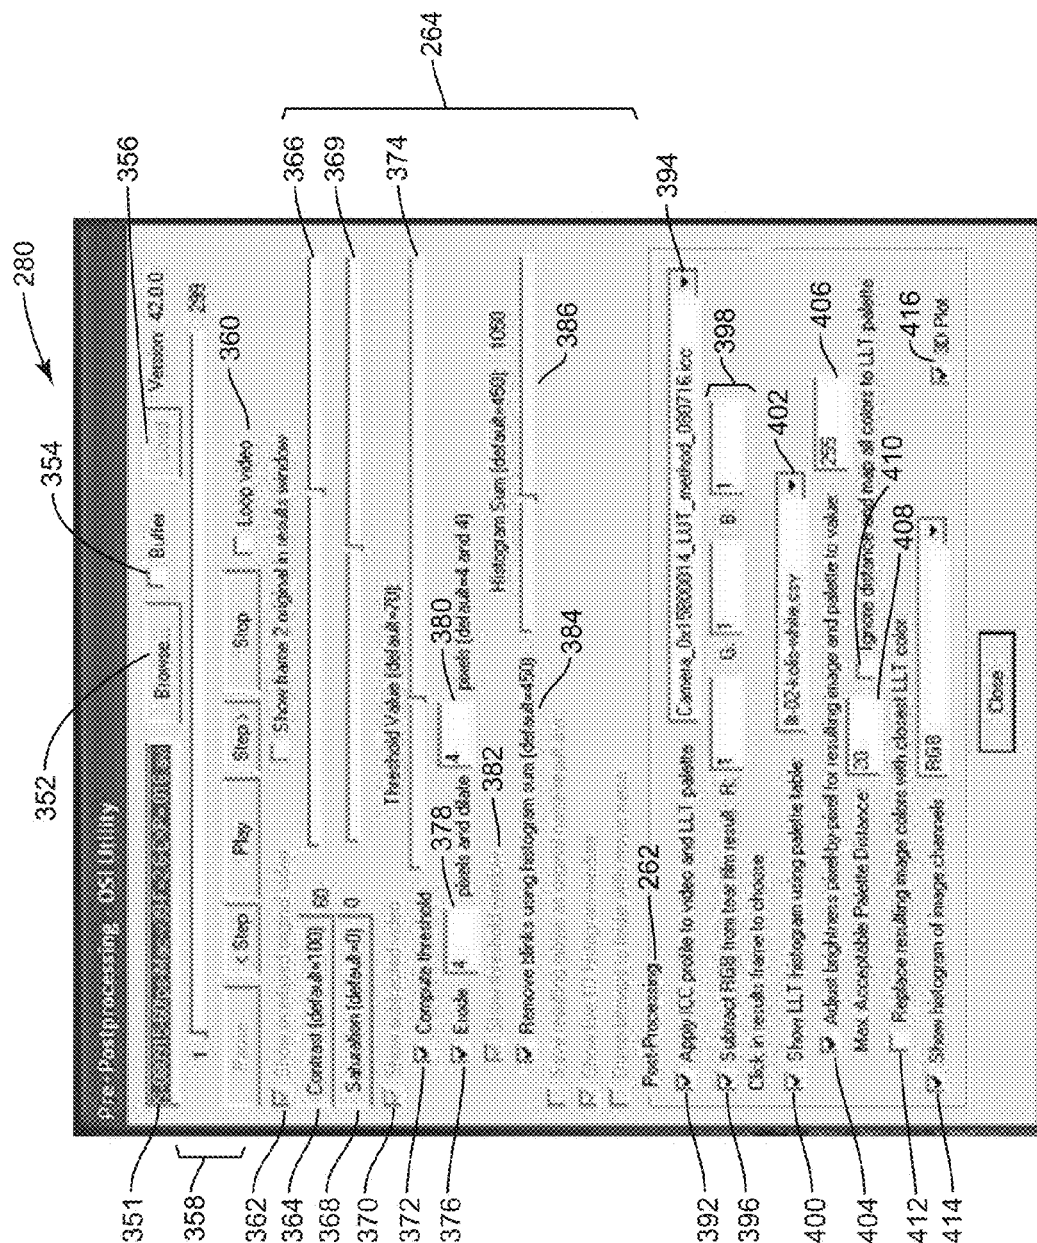 280
Pre-/Postprocessing OSI Utility
351
352
Browse
354
Buffer
356
Version: 42.0.0
358
1
299
< Step
Play
Step >
Stop
Loop video
360
362
Show frame 2 original in results window
264
364
Contrast (default=100)
60
366
368
Saturation (default=0)
0
369
370
Threshold Value (default=70):
374
372
Compute threshold
376
Erode
4
378
pixels and dilate
4
380
pixels (default=4 and 4)
382
Histogram Sum (default=450):
1050
Remove blinks using histogram sum (default=450)
384
386
Post-Processing
262
392
Apply ICC profile to video and LLT palette
394
396
Subtract RGB from tear film result
R:
1
G:
1
B:
1
398
Click in results frame to choose
400
Show LLT histogram using palette table
402
404
Adjust brightness pixel-by-pixel for resulting image and palette to value:
255
406
Max. Acceptable Palette Distance:
20
408
Ignore distance and map all colors to LLT palette
410
412
Replace resulting image colors with closest LLT color
414
Show histogram of image channels
RGB
3D Plot
416
Close